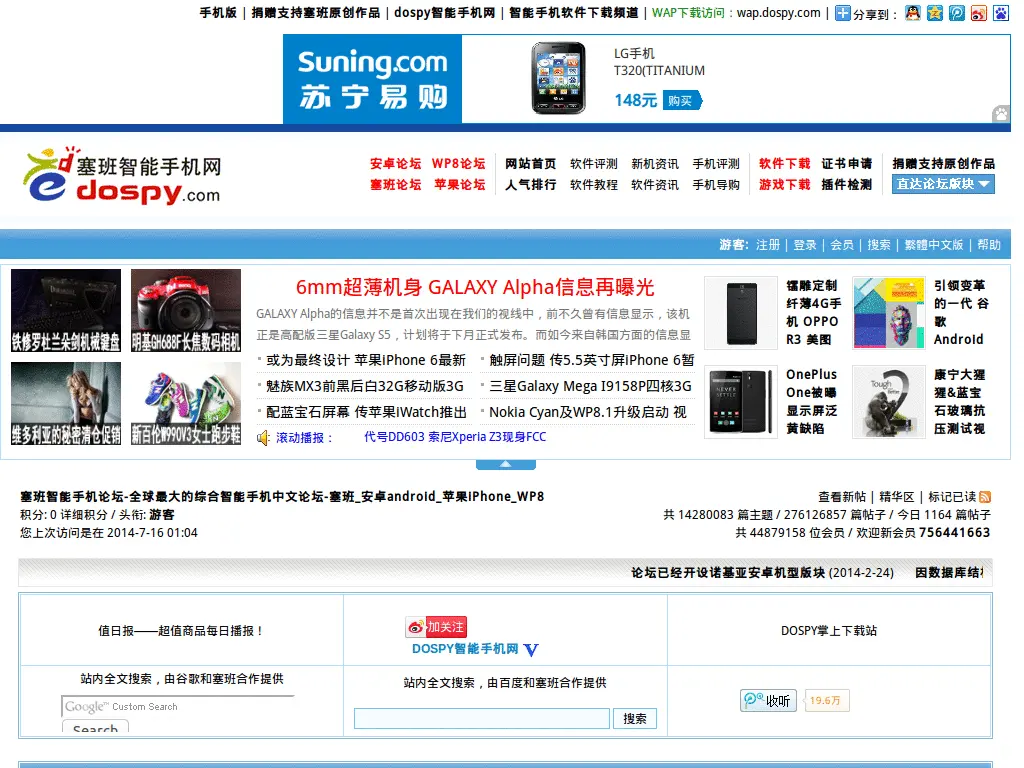 手机版 | 捐赠支持塞班原创作品 | dospy智能手机网 | 智能手机软件下载频道 | WAP下载访问：wap.dospy.com | 分享到：
Suning.com
苏宁易购
LG手机
T320(TITANIUM
148元 购买
塞班智能手机网
dospy.com
安卓论坛 WP8论坛 网站首页 软件评测 新机资讯 手机评测 软件下载 证书申请 捐赠支持原创作品
塞班论坛 苹果论坛 人气排行 软件教程 软件资讯 手机导购 游戏下载 插件检测 直达论坛版块
游客: 注册 | 登录 | 会员 | 搜索 | 繁體中文版 | 帮助
铁修罗杜兰朵剑机械键盘
明基GH688F长焦数码相机
维多利亚的秘密清仓促销
新百伦W990V3女士跑步鞋
6mm超薄机身 GALAXY Alpha信息再曝光
GALAXY Alpha的信息并不是首次出现在我们的视线中，前不久曾有信息显示，该机
正是高配版三星Galaxy S5，计划将于下月正式发布。而如今来自韩国方面的信息显
或为最终设计 苹果iPhone 6最新
触屏问题 传5.5英寸屏iPhone 6暂
魅族MX3前黑后白32G移动版3G
三星Galaxy Mega I9158P四核3G
配蓝宝石屏幕 传苹果iWatch推出
Nokia Cyan及WP8.1升级启动 视
滚动播报： 代号DD603 索尼Xperia Z3现身FCC
镭雕定制
纤薄4G手
机 OPPO
R3 美图
引领变革
的一代 谷
歌
Android
OnePlus
One被曝
显示屏泛
黄缺陷
Tough
康宁大猩
猩&蓝宝
石玻璃抗
压测试视
塞班智能手机论坛-全球最大的综合智能手机中文论坛-塞班_安卓android_苹果iPhone_WP8
积分: 0 详细积分 / 头衔: 游客
您上次访问是在 2014-7-16 01:04
查看新帖 | 精华区 | 标记已读
共 14280083 篇主题 / 276126857 篇帖子 / 今日 1164 篇帖子
共 44879158 位会员 / 欢迎新会员 756441663
论坛已经开设诺基亚安卓机型版块 (2014-2-24) 因数据库结构
值日报——超值商品每日播报！
加关注
DOSPY智能手机网 V
DOSPY掌上下载站
站内全文搜索，由谷歌和塞班合作提供
Google™ Custom Search
Search
站内全文搜索，由百度和塞班合作提供
搜索
收听 19.6万